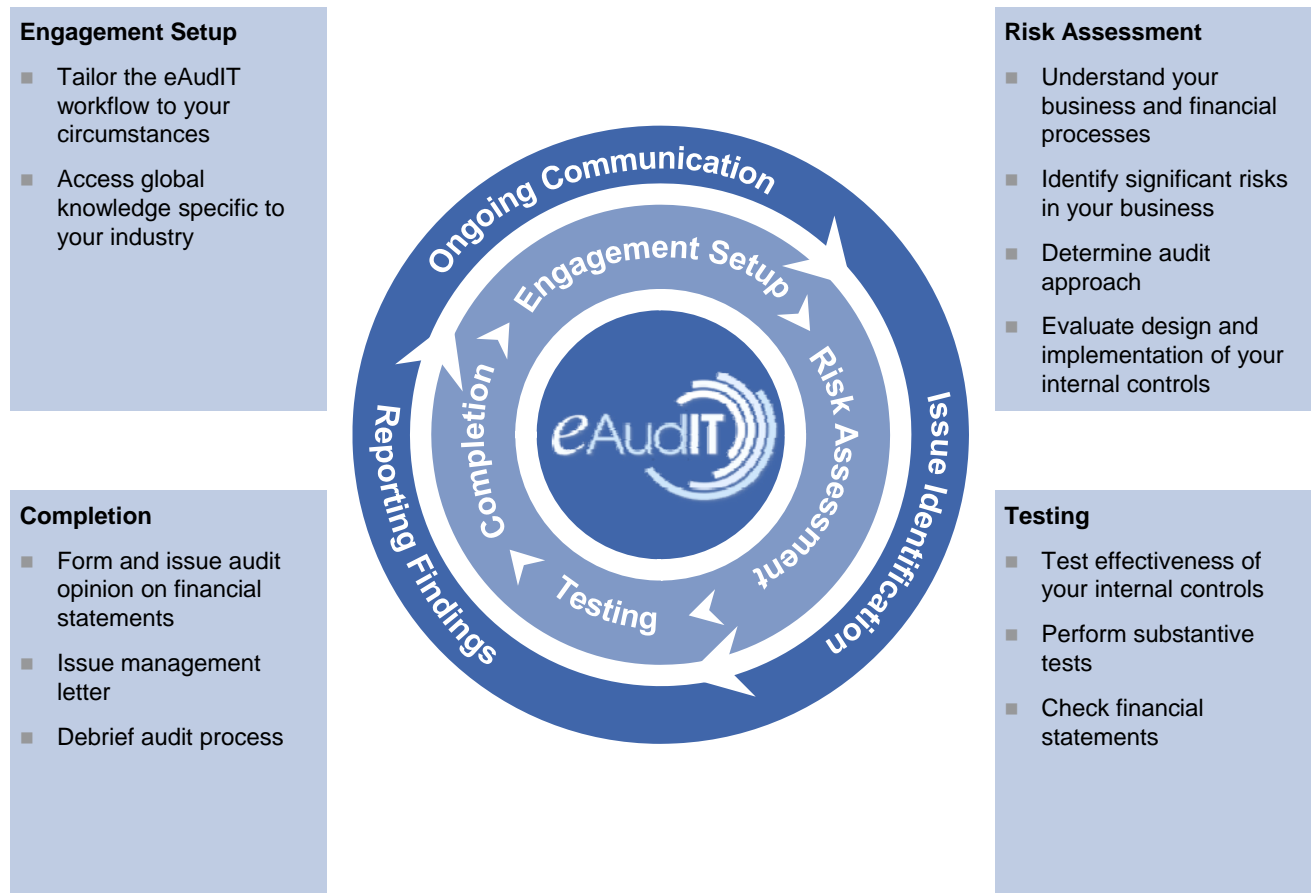 Engagement Setup
Tailor the eAudIT
workflow to your
circumstances
Access global
knowledge specific to
your industry
Risk Assessment
Understand your
business and financial
processes
Identify significant risks
in your business
Determine audit
approach
Evaluate design and
implementation of your
internal controls
Ongoing Communication
Issue Identification
Reporting Findings
Engagement Setup
Risk Assessment
Testing
Completion
eAudIT
Completion
Form and issue audit
opinion on financial
statements
Issue management
letter
Debrief audit process
Testing
Test effectiveness of
your internal controls
Perform substantive
tests
Check financial
statements